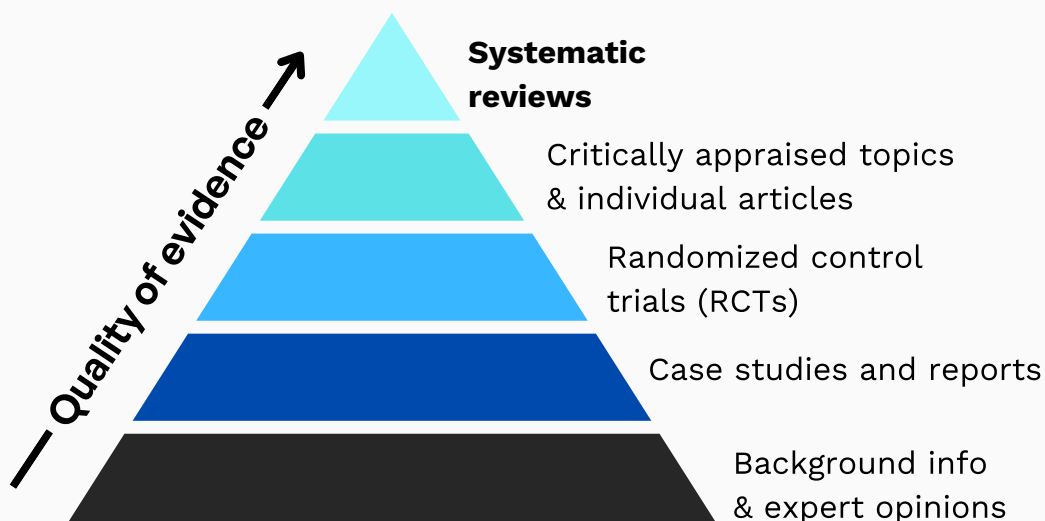 Systematic
reviews
Quality of evidence
Critically appraised topics
& individual articles
Randomized control
trials (RCTs)
Case studies and reports
Background info
& expert opinions